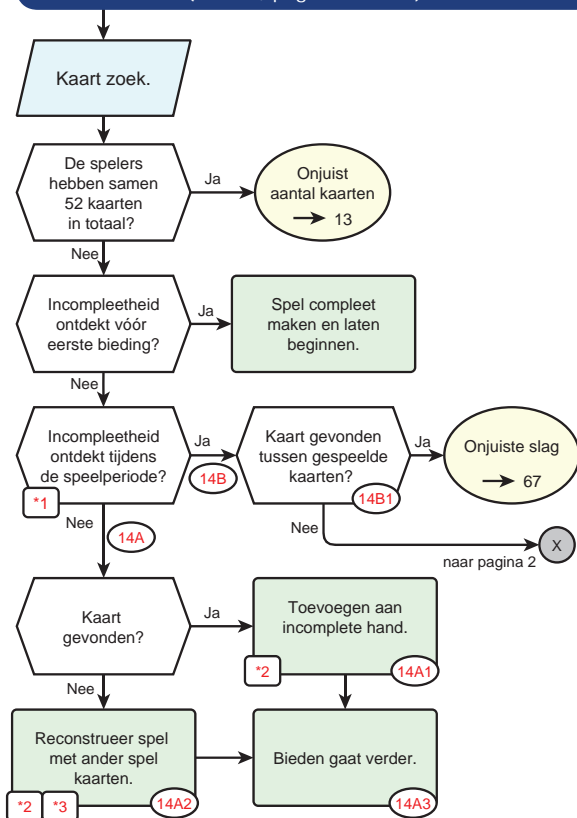 Kaart zoek.
De spelers
hebben samen
52 kaarten
in totaal?
Ja
Onjuist
aantal kaarten
→ 13
Nee
Incompleetheid
ontdekt vóór
eerste bieding?
Ja
Spel compleet
maken en laten
beginnen.
Nee
Incompleetheid
ontdekt tijdens
de speelperiode?
*1
Ja
14B
Kaart gevonden
tussen gespeelde
kaarten?
14B1
Ja
Onjuiste slag
→ 67
Nee
X
naar pagina 2
Nee
14A
Kaart
gevonden?
Ja
Toevoegen aan
incomplete hand.
*2
14A1
Nee
Reconstrueer spel
met ander spel
kaarten.
*2
*3
14A2
Bieden gaat verder.
14A3